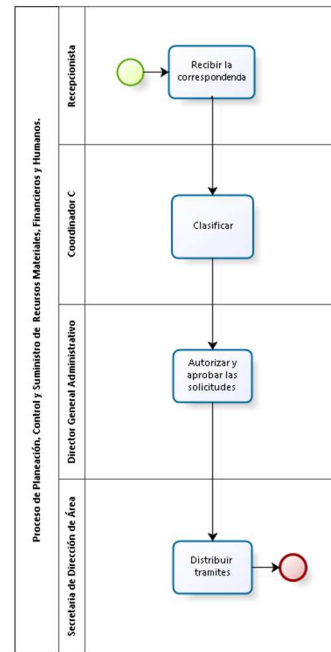 Proceso de Planeación, Control y Suministro de Recursos Materiales, Financieros y Humanos.
Recepcionista
Recibir la
correspondenda
Coordinador C
Clasificar
Director General Administrativo
Autorizar y
aprobar las
solicitudes
Secretaria de Dirección de Área
Distribuir
tramites